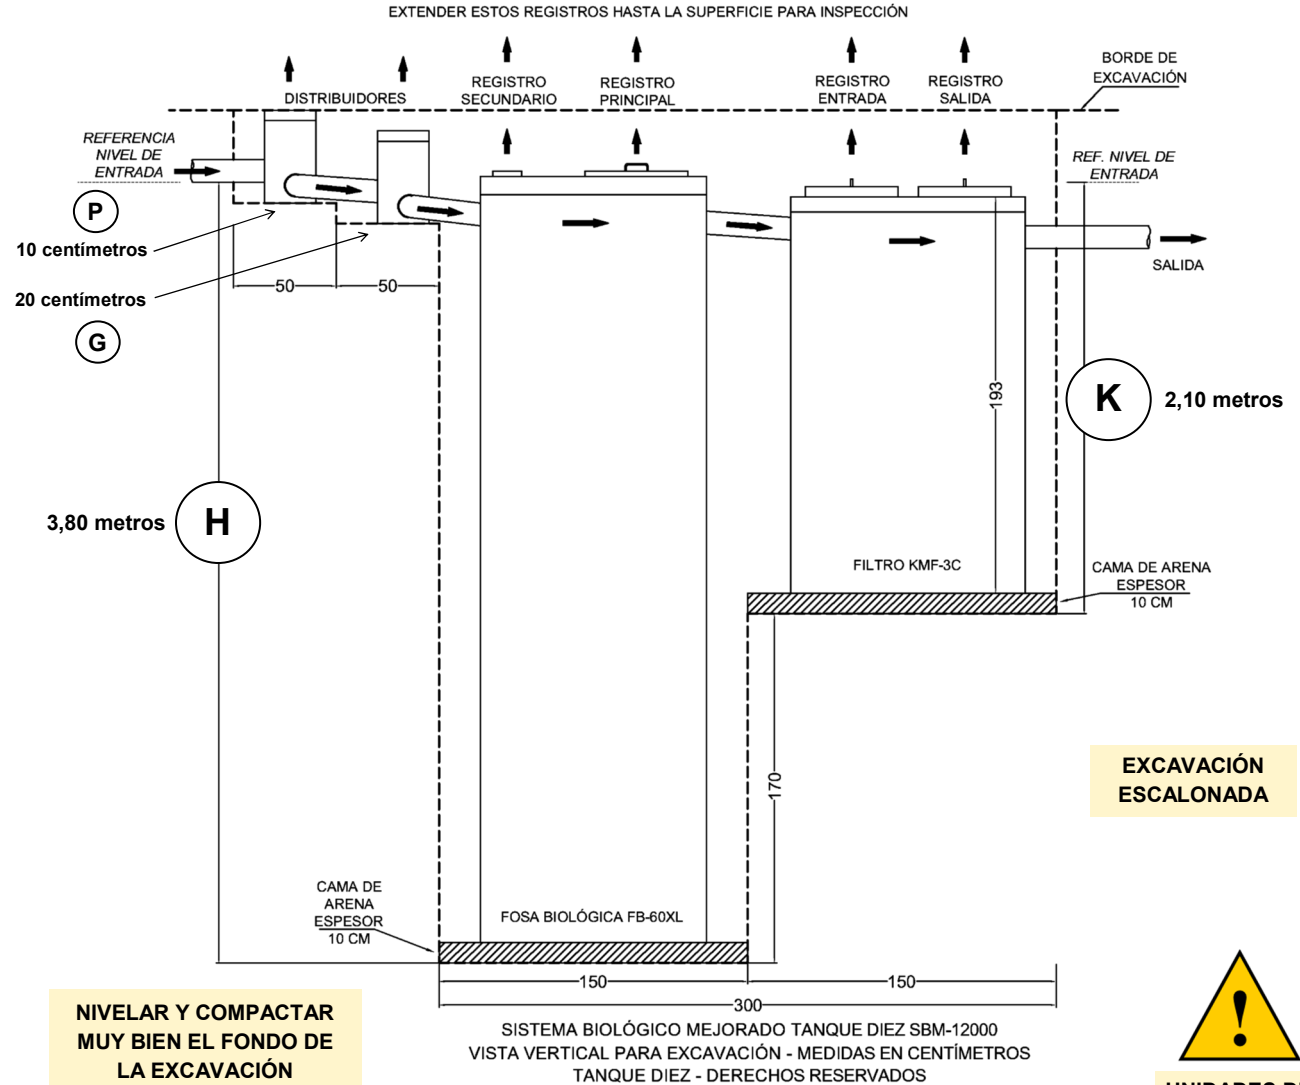 EXTENDER ESTOS REGISTROS HASTA LA SUPERFICIE PARA INSPECCIÓN
BORDE DE
EXCAVACIÓN
DISTRIBUIDORES
REGISTRO
SECUNDARIO
REGISTRO
PRINCIPAL
REGISTRO
ENTRADA
REGISTRO
SALIDA
REFERENCIA
NIVEL DE
ENTRADA
REF. NIVEL DE
ENTRADA
P
10 centímetros
50
50
20 centímetros
G
SALIDA
193
K
2,10 metros
3,80 metros
H
FILTRO KMF-3C
CAMA DE ARENA
ESPESOR
10 CM
170
EXCAVACIÓN
ESCALONADA
CAMA DE
ARENA
ESPESOR
10 CM
FOSA BIOLÓGICA FB-60XL
150
150
300
NIVELAR Y COMPACTAR
MUY BIEN EL FONDO DE
LA EXCAVACIÓN
SISTEMA BIOLÓGICO MEJORADO TANQUE DIEZ SBM-12000
VISTA VERTICAL PARA EXCAVACIÓN - MEDIDAS EN CENTÍMETROS
TANQUE DIEZ - DERECHOS RESERVADOS
!